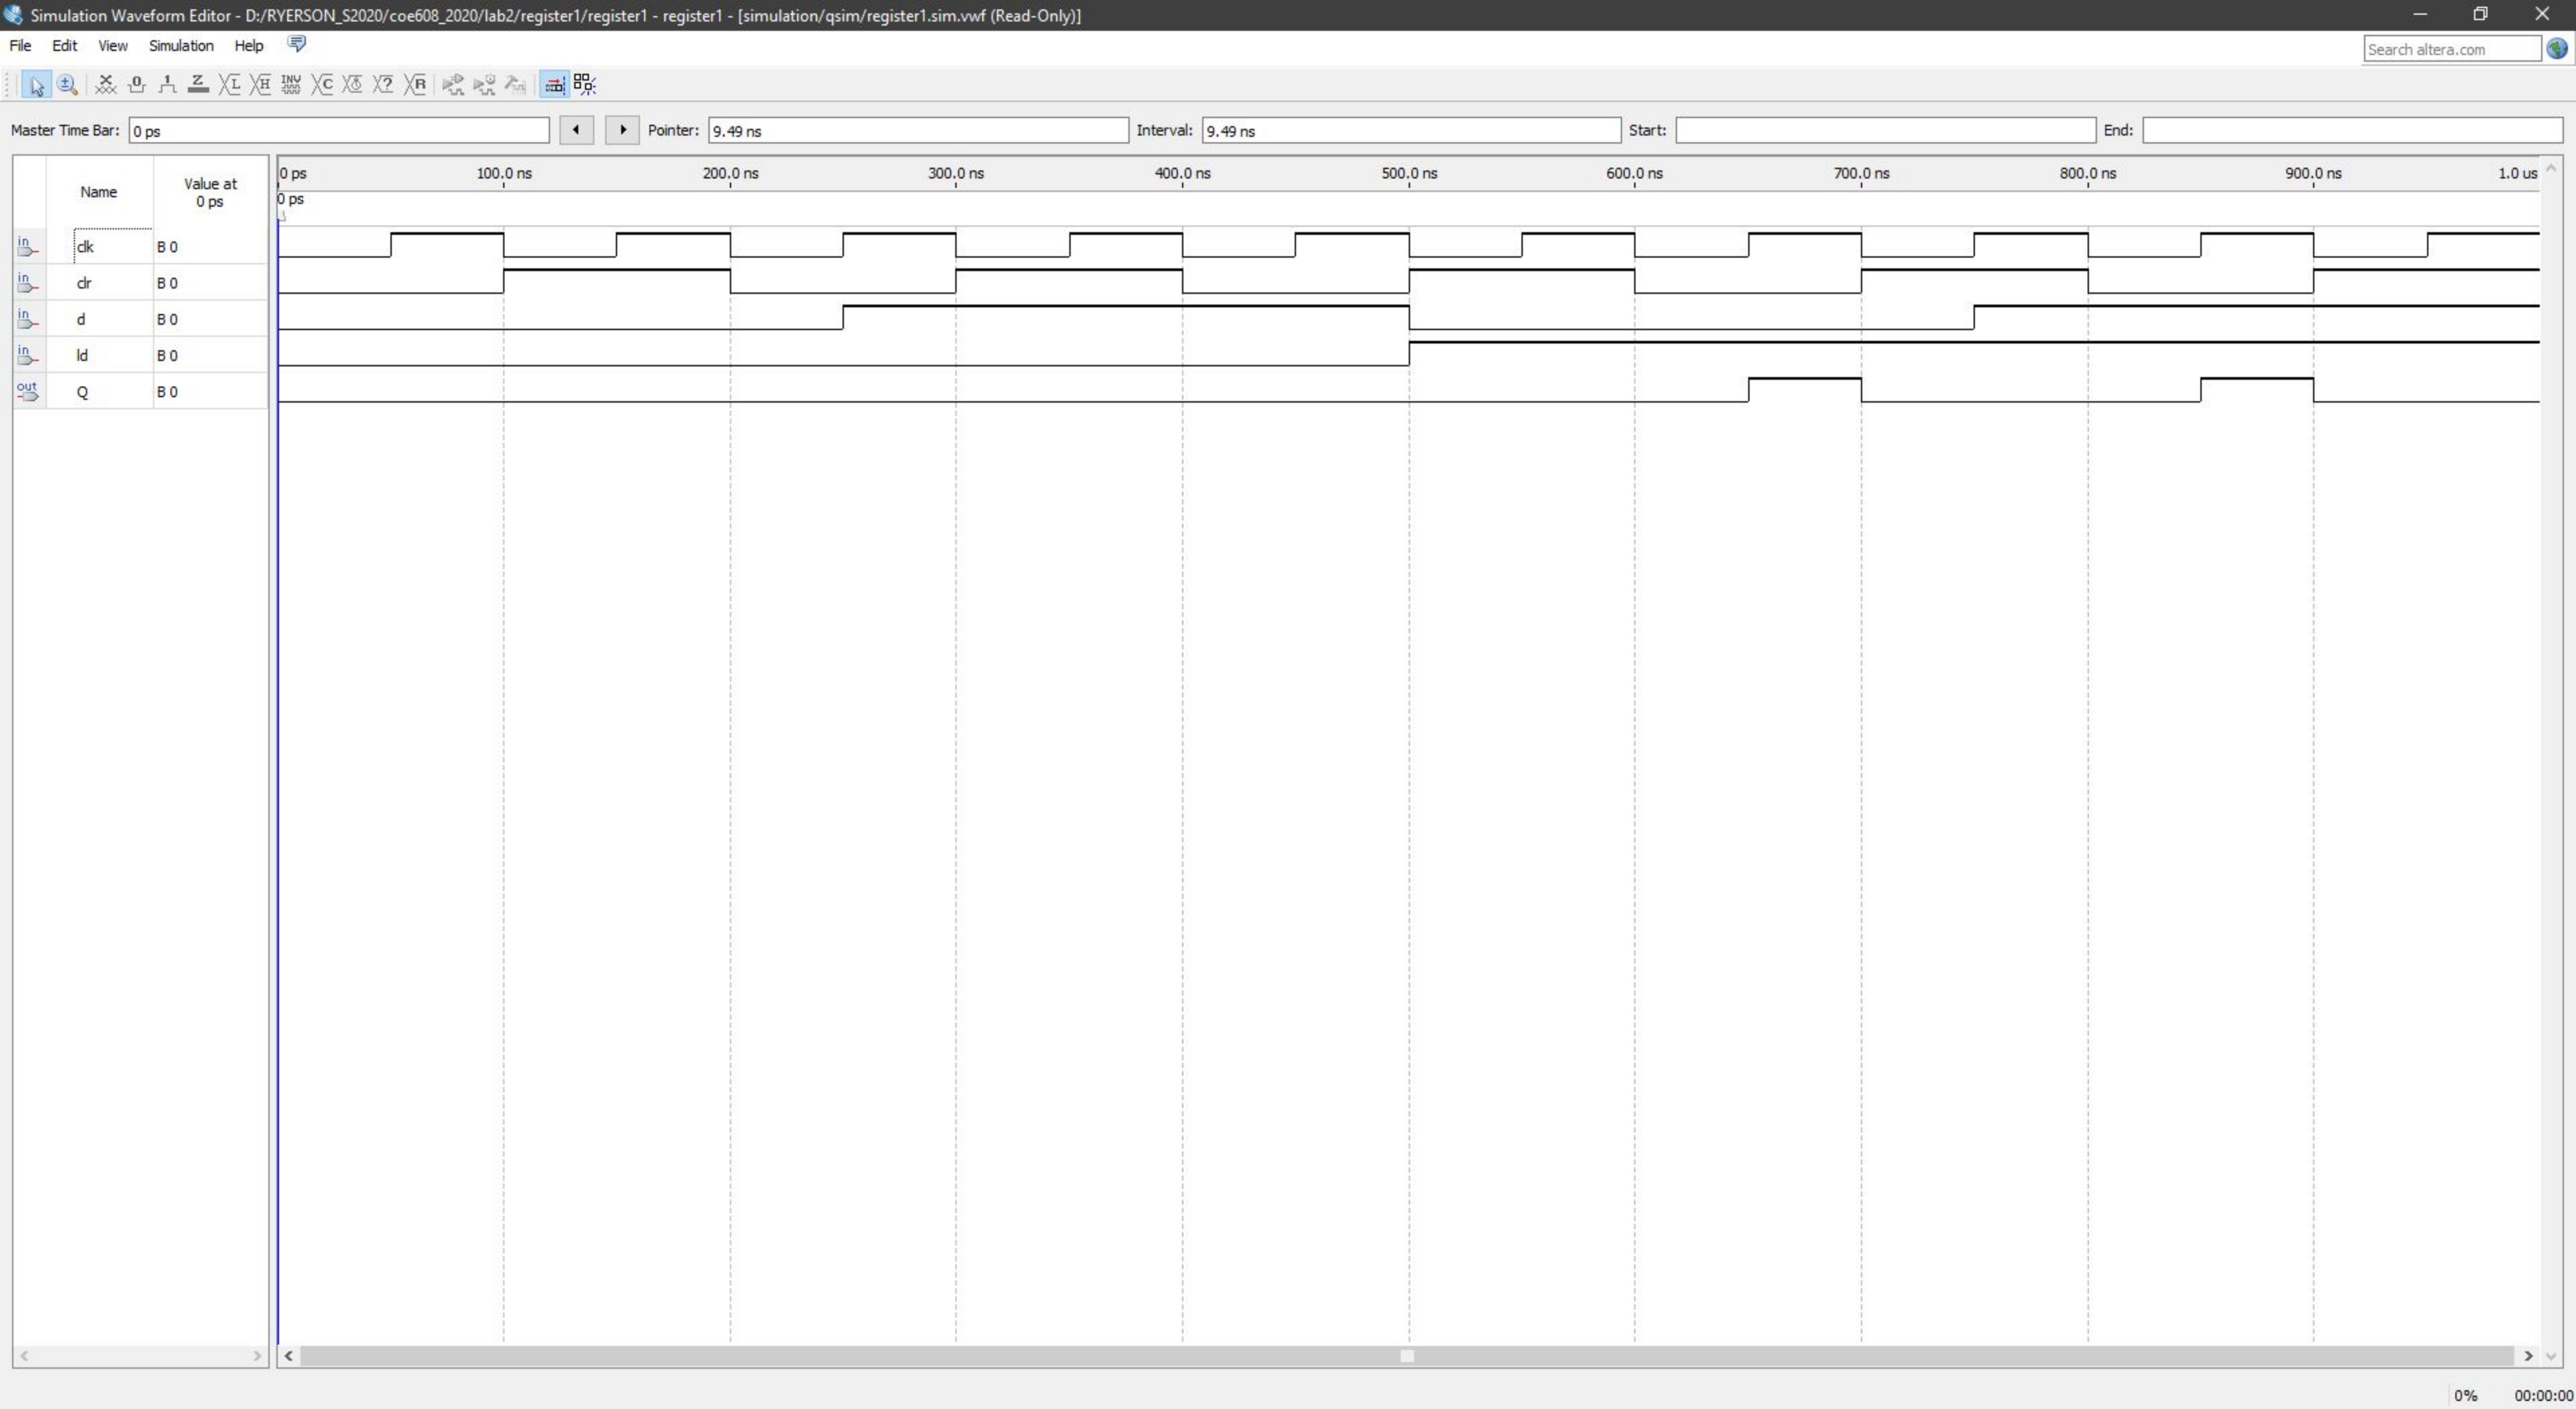 Simulation Waveform Editor - D:/RYERSON_S2020/coe608_2020/lab2/register1/register1 - register1 - [simulation/qsim/register1.sim.vwf (Read-Only)]
File Edit View Simulation Help
Search altera.com
Master Time Bar: 0 ps Pointer: 9.49 ns Interval: 9.49 ns Start: End:
Name Value at 0 ps
0 ps 100.0 ns 200.0 ns 300.0 ns 400.0 ns 500.0 ns 600.0 ns 700.0 ns 800.0 ns 900.0 ns 1.0 us
0 ps
in clk B 0
in clr B 0
in d B 0
in ld B 0
out Q B 0
0% 00:00:00